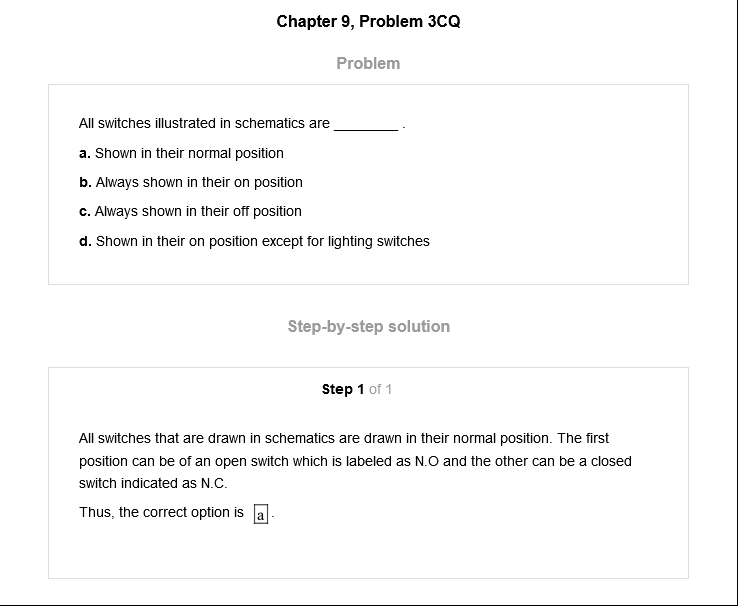 Chapter 9, Problem 3CQ
Problem
All switches illustrated in schematics are ________ .
a. Shown in their normal position
b. Always shown in their on position
c. Always shown in their off position
d. Shown in their on position except for lighting switches
Step-by-step solution
Step 1 of 1
All switches that are drawn in schematics are drawn in their normal position. The first
position can be of an open switch which is labeled as N.O and the other can be a closed
switch indicated as N.C.
Thus, the correct option is a .